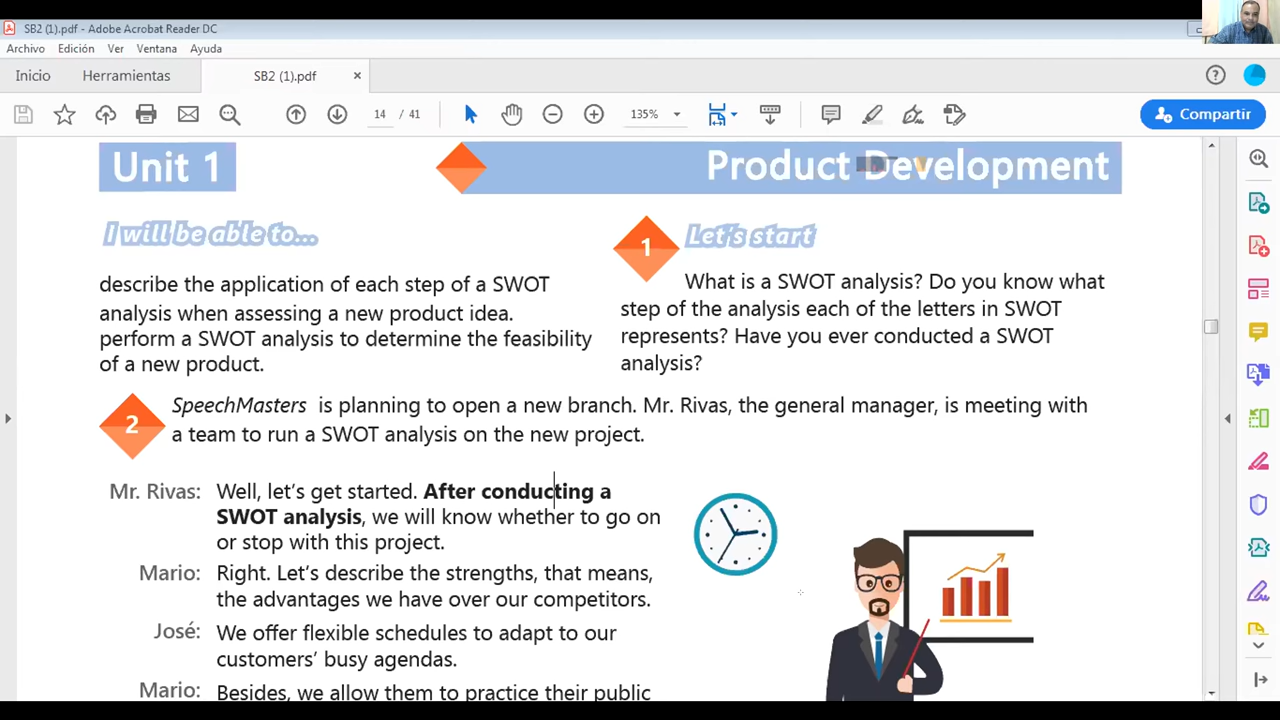 SB2 (1).pdf - Adobe Acrobat Reader DC
Archivo Edición Ver Ventana Ayuda
Inicio Herramientas SB2 (1).pdf ×
14 / 41 135% Compartir
Unit 1 Product Development
I will be able to...
describe the application of each step of a SWOT
analysis when assessing a new product idea.
perform a SWOT analysis to determine the feasibility
of a new product.
1 Let's start
What is a SWOT analysis? Do you know what
step of the analysis each of the letters in SWOT
represents? Have you ever conducted a SWOT
analysis?
2 SpeechMasters is planning to open a new branch. Mr. Rivas, the general manager, is meeting with
a team to run a SWOT analysis on the new project.
Mr. Rivas: Well, let's get started. After conducting a
SWOT analysis, we will know whether to go on
or stop with this project.
Mario: Right. Let's describe the strengths, that means,
the advantages we have over our competitors.
José: We offer flexible schedules to adapt to our
customers' busy agendas.
Mario: Besides, we allow them to practice their public